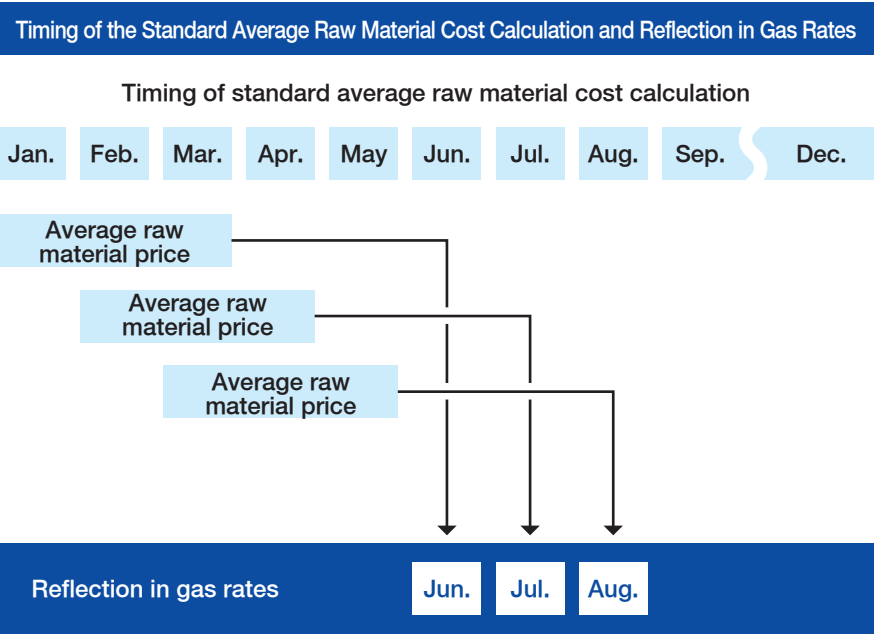 Timing of the Standard Average Raw Material Cost Calculation and Reflection in Gas Rates
Timing of standard average raw material cost calculation
Jan. Feb. Mar. Apr. May Jun. Jul. Aug. Sep. Dec.
Average raw
material price
Average raw
material price
Average raw
material price
Reflection in gas rates Jun. Jul. Aug.